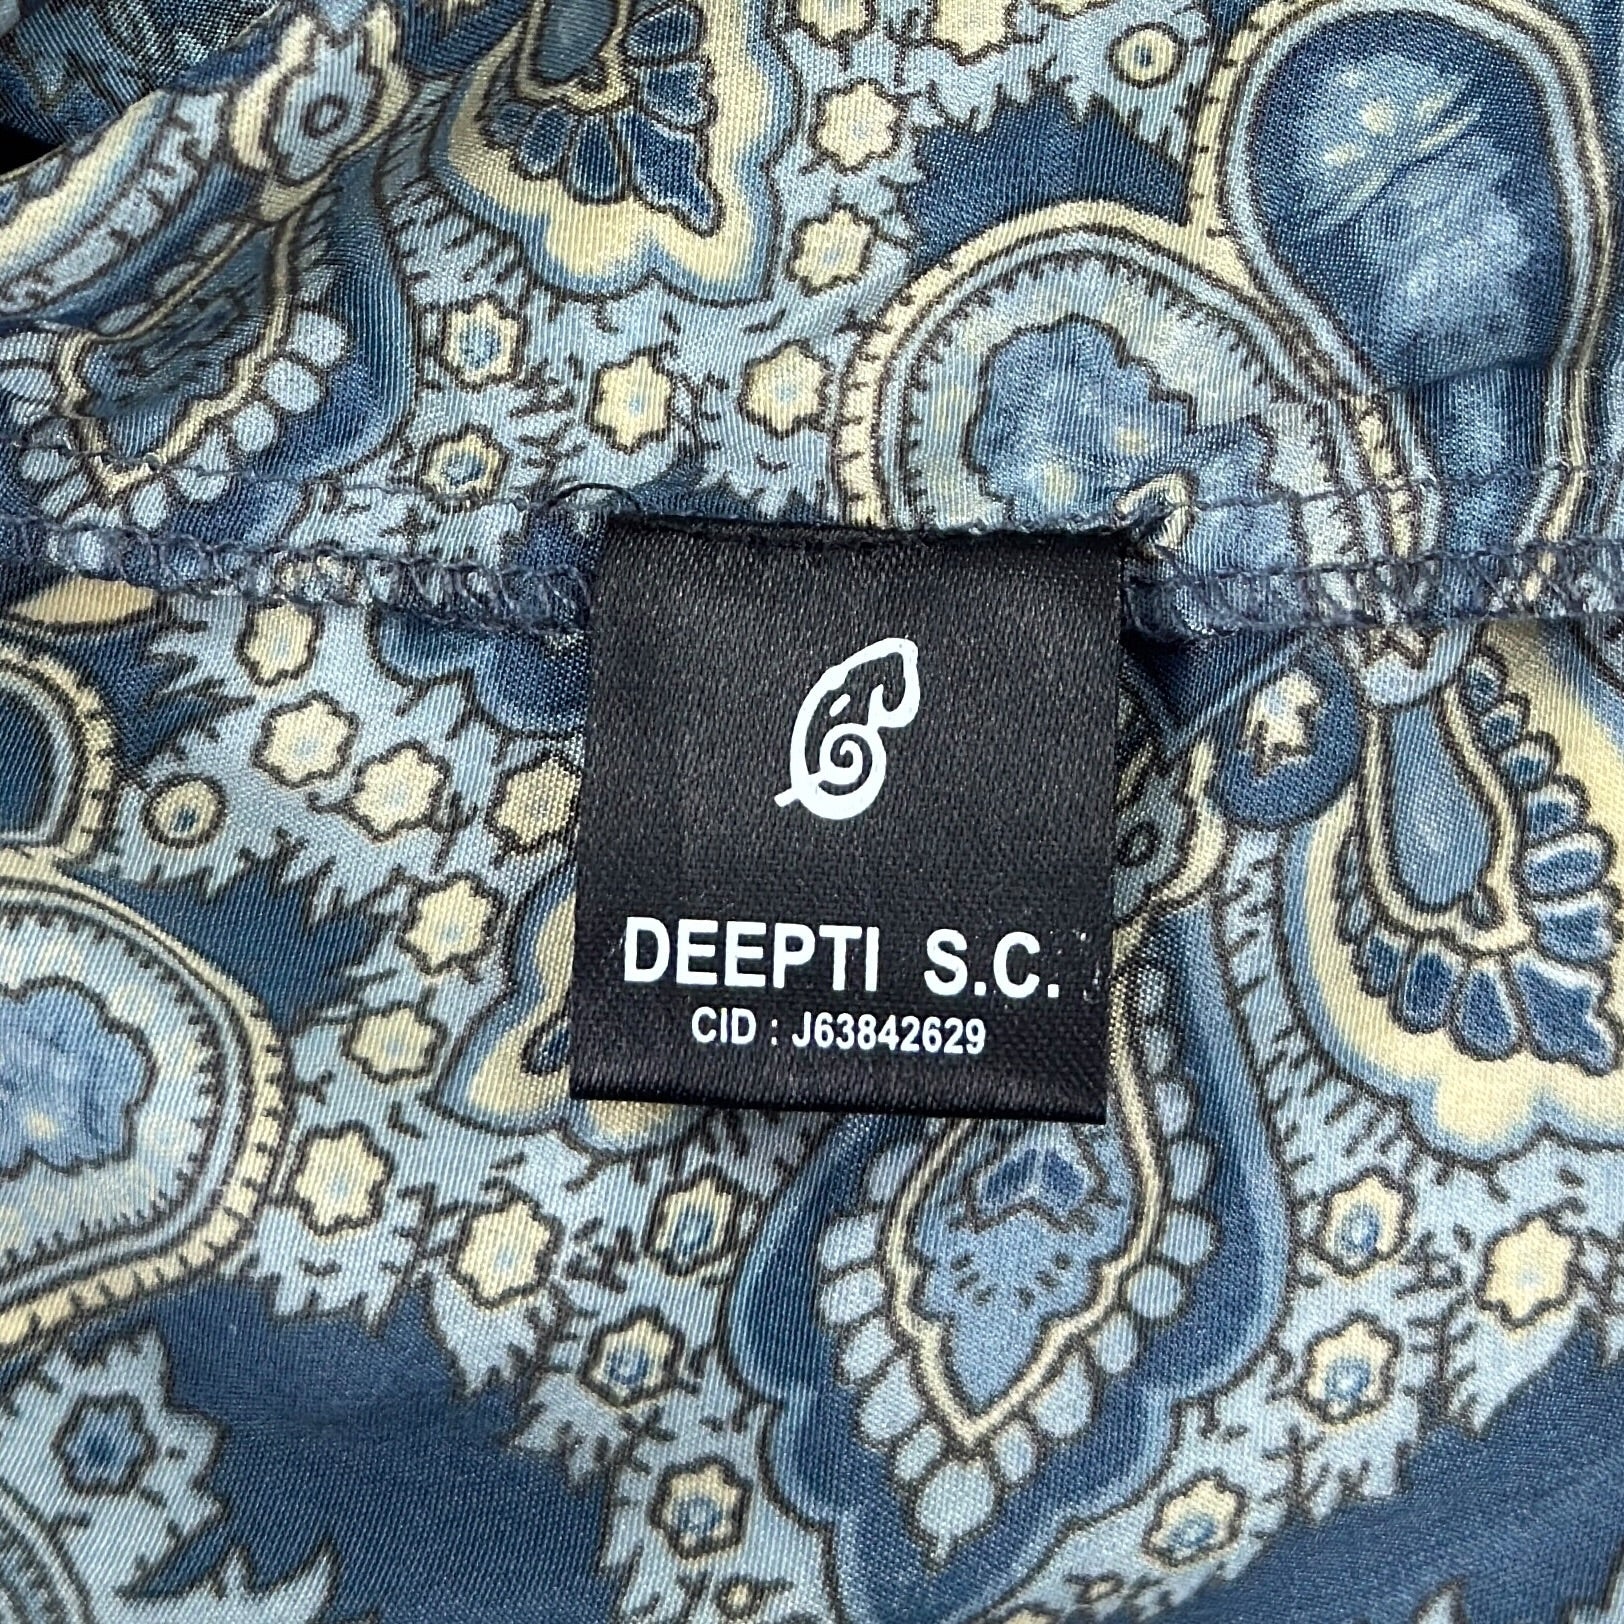 DEEPTI S.C.
CID : J63842629